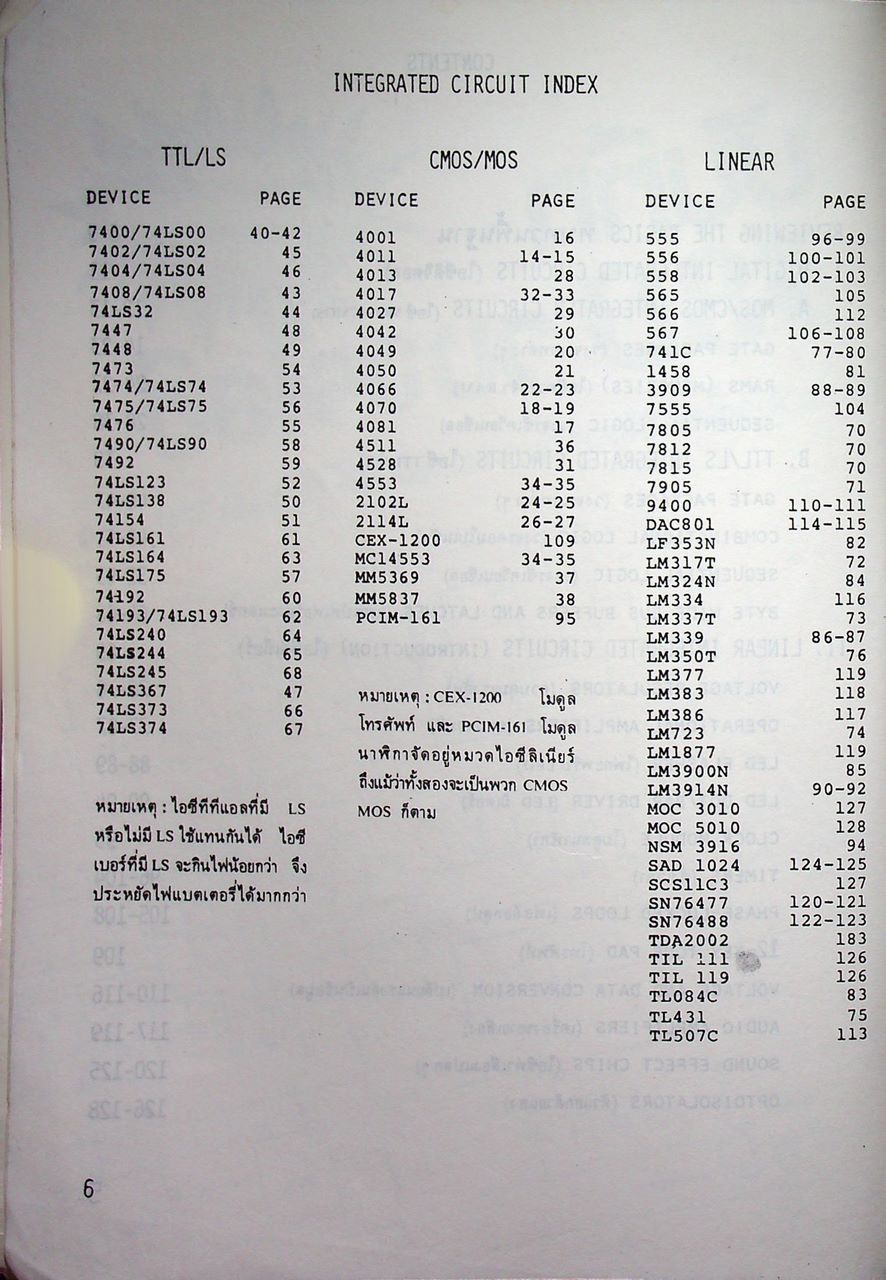 INTEGRATED CIRCUIT INDEX
TTL/LS
DEVICE PAGE
7400/74LS00 40-42
7402/74LS02 45
7404/74LS04 46
7408/74LS08 43
74LS32 44
7447 48
7448 49
7473 54
7474/74LS74 53
7475/74LS75 56
7476 55
7490/74LS90 58
7492 59
74LS123 52
74LS138 50
74154 51
74LS161 61
74LS164 63
74LS175 57
74192 60
74193/74LS193 62
74LS240 64
74LS244 65
74LS245 68
74LS367 47
74LS373 66
74LS374 67
หมายเหตุ : ไอซีทีทีแอลที่มี LS
หรือไม่มี LS ใช้แทนกันได้ ไอซี
เบอร์ที่มี LS จะกินไฟน้อยกว่า จึง
ประหยัดไฟแบตเตอรี่ได้มากกว่า
CMOS/MOS
DEVICE PAGE
4001 16
4011 14-15
4013 28
4017 32-33
4027 29
4042 30
4049 20
4050 21
4066 22-23
4070 18-19
4081 17
4511 36
4528 31
4553 34-35
2102L 24-25
2114L 26-27
CEX-1200 109
MC14553 34-35
MM5369 37
MM5837 38
PCIM-161 95
หมายเหตุ : CEX-1200 โมดูล
โทรศัพท์ และ PCIM-161 โมดูล
นาฬิกาจัดอยู่หมวดไอซีลิเนียร์
ถึงแม้ว่าทั้งสองจะเป็นพวก CMOS
MOS ก็ตาม
LINEAR
DEVICE PAGE
555 96-99
556 100-101
558 102-103
565 105
566 112
567 106-108
741C 77-80
1458 81
3909 88-89
7555 104
7805 70
7812 70
7815 70
7905 71
9400 110-111
DAC801 114-115
LF353N 82
LM317T 72
LM324N 84
LM334 116
LM337T 73
LM339 86-87
LM350T 76
LM377 119
LM383 118
LM386 117
LM723 74
LM1877 119
LM3900N 85
LM3914N 90-92
MOC 3010 127
MOC 5010 128
NSM 3916 94
SAD 1024 124-125
SCS11C3 127
SN76477 120-121
SN76488 122-123
TDA2002 183
TIL 111 126
TIL 119 126
TL084C 83
TL431 75
TL507C 113
6